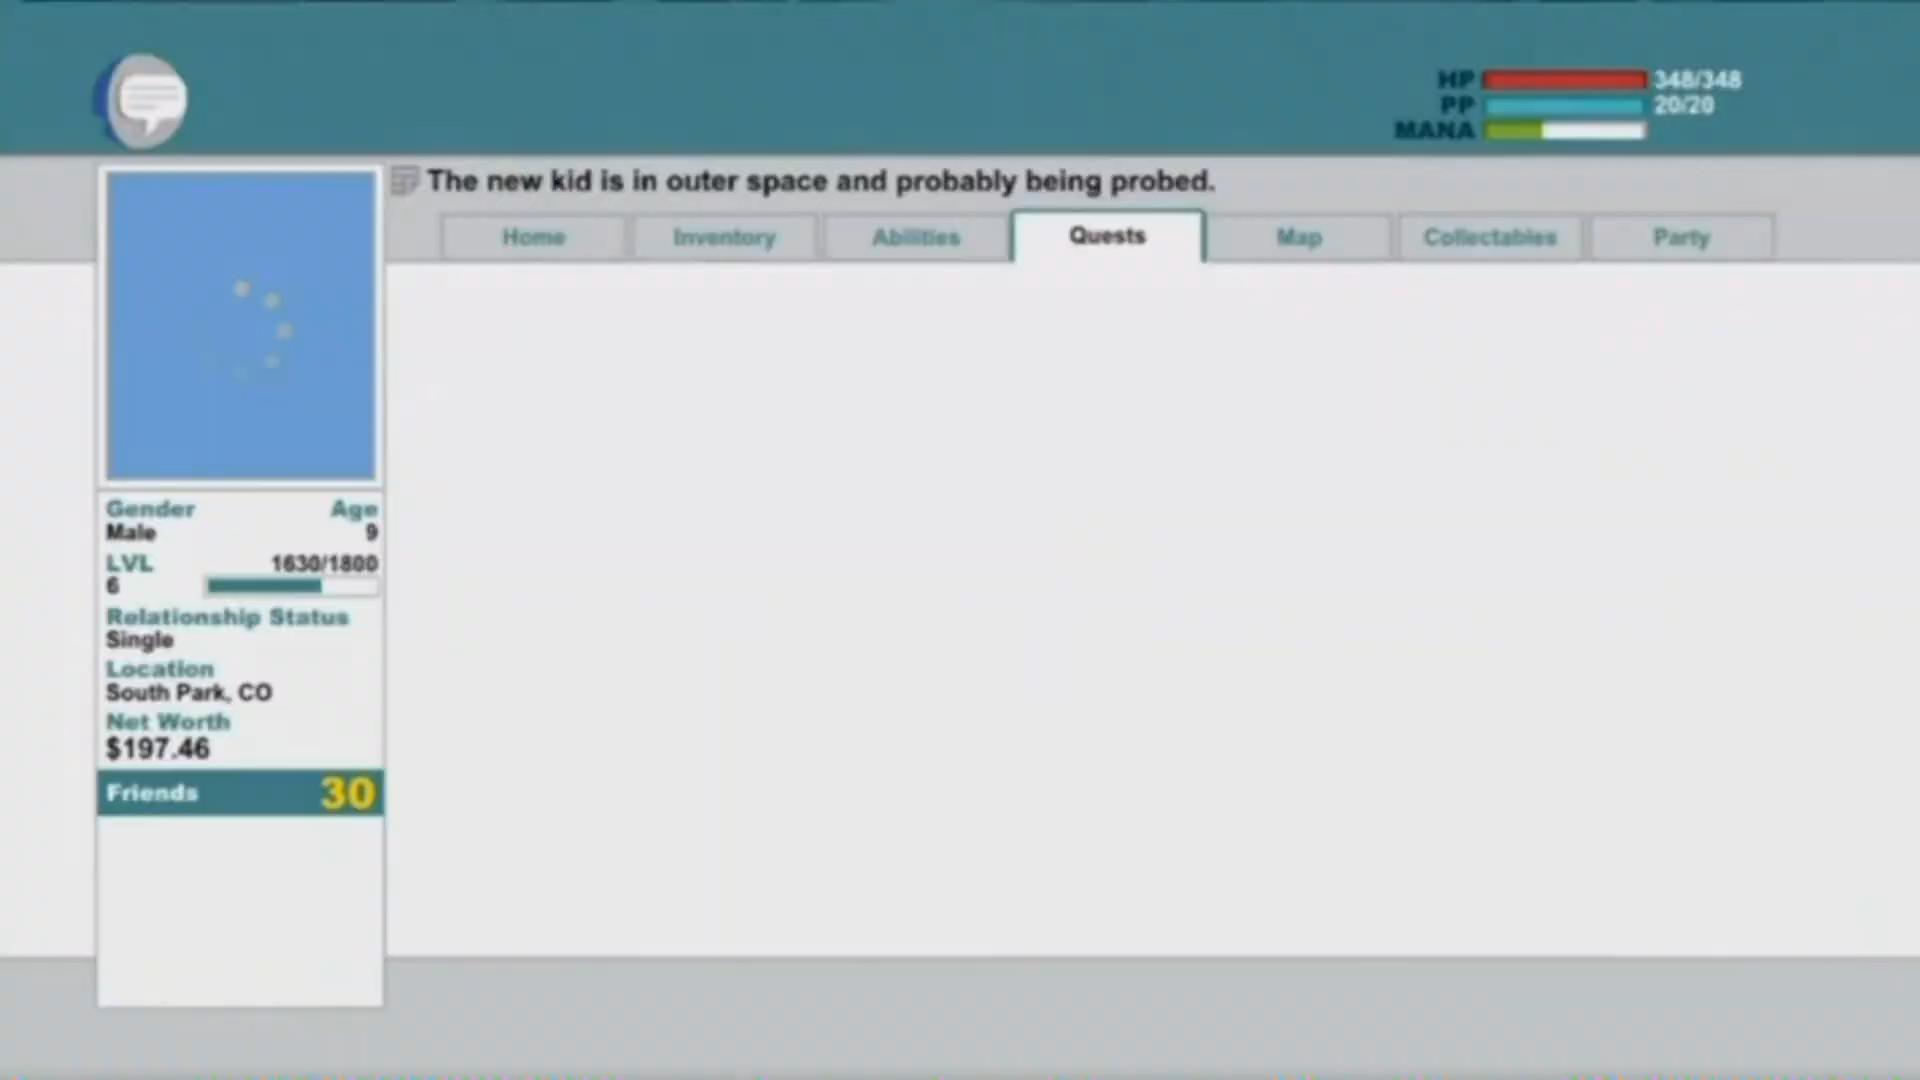 HP 348/348
PP 20/20
MANA
The new kid is in outer space and probably being probed.
Home Inventory Abilities Quests Map Collectables Party
Gender Age
Male 9
LVL 1630/1800
6
Relationship Status
Single
Location
South Park, CO
Net Worth
$197.46
Friends 30